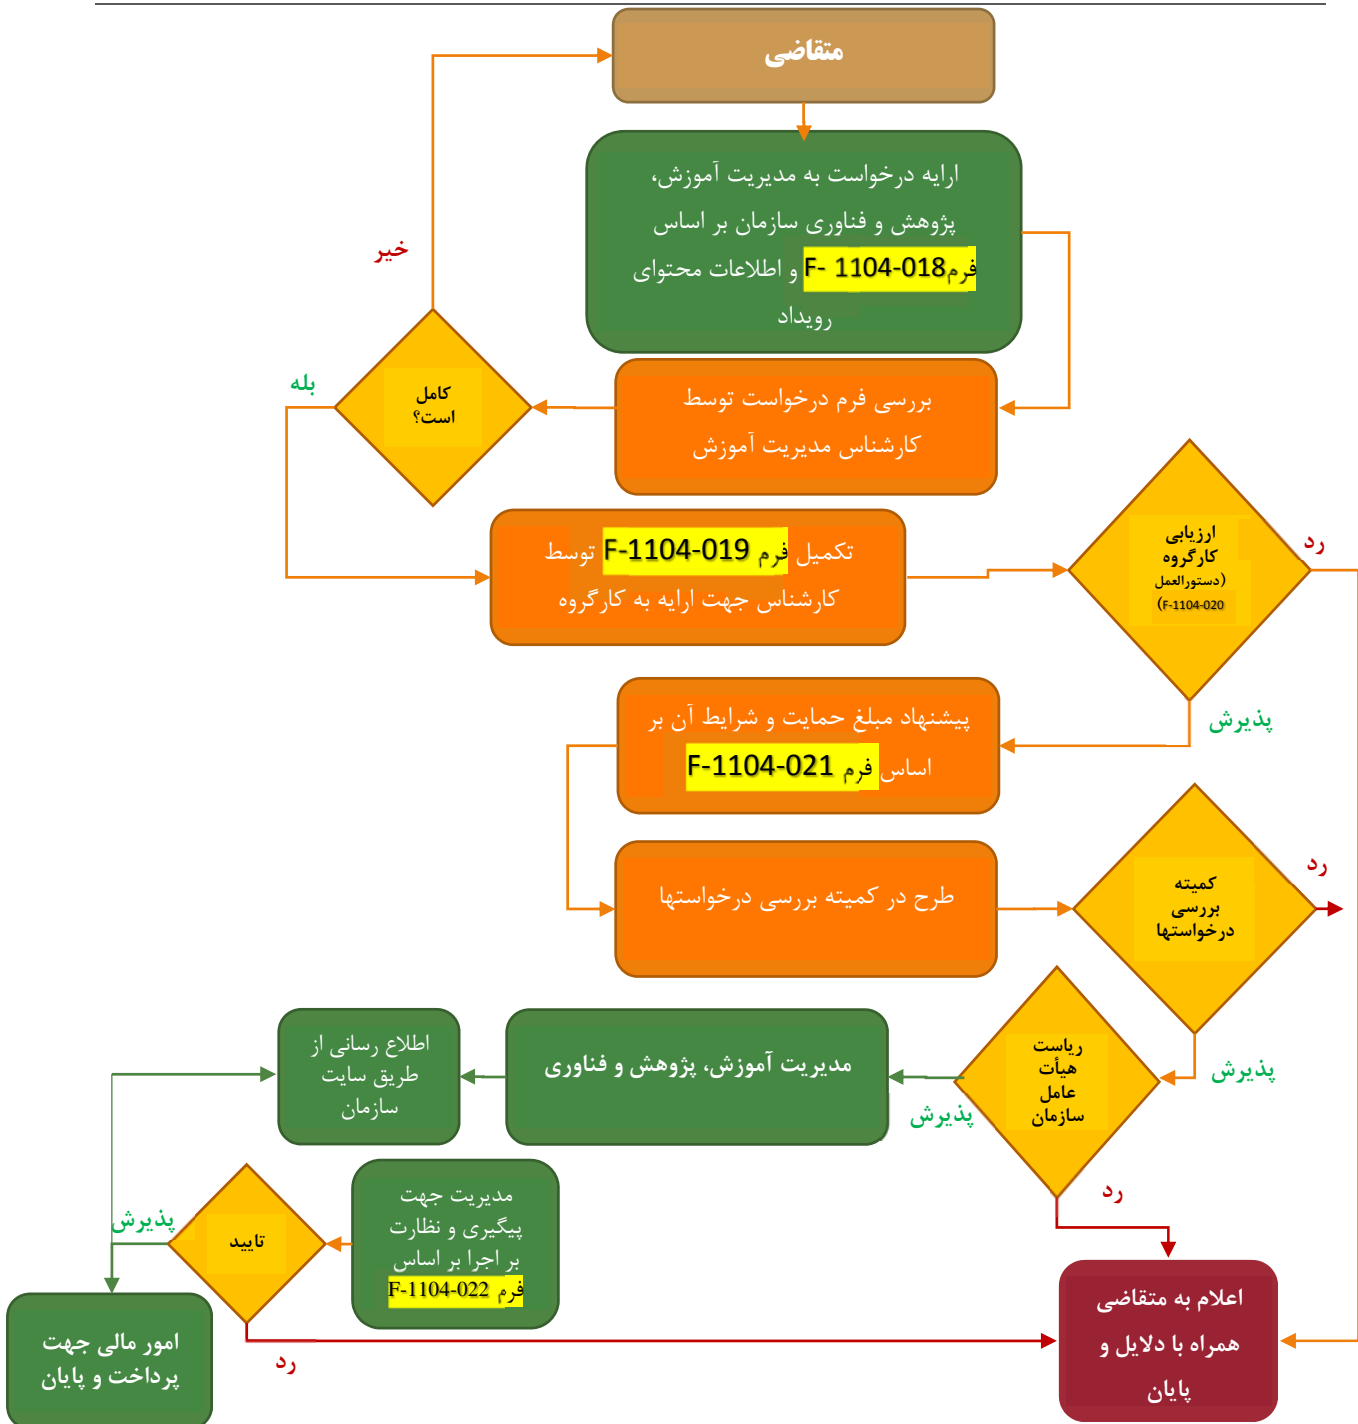 متقاضی
ارایه درخواست به مدیریت آموزش،
پژوهش و فناوری سازمان بر اساس
فرم F- 1104-018 و اطلاعات محتوای
رویداد
خیر
بله
کامل
است؟
بررسی فرم درخواست توسط
کارشناس مدیریت آموزش
تکمیل فرم F-1104-019 توسط
کارشناس جهت ارایه به کارگروه
ارزیابی
کارگروه
(دستورالعمل
F-1104-020)
رد
پذیرش
پیشنهاد مبلغ حمایت و شرایط آن بر
اساس فرم F-1104-021
طرح در کمیته بررسی درخواستها
کمیته
بررسی
درخواستها
رد
پذیرش
ریاست
هیأت
عامل
سازمان
پذیرش
رد
مدیریت آموزش، پژوهش و فناوری
اطلاع رسانی از
طریق سایت
سازمان
مدیریت جهت
پیگیری و نظارت
بر اجرا بر اساس
فرم F-1104-022
تایید
پذیرش
رد
امور مالی جهت
پرداخت و پایان
اعلام به متقاضی
همراه با دلایل و
پایان